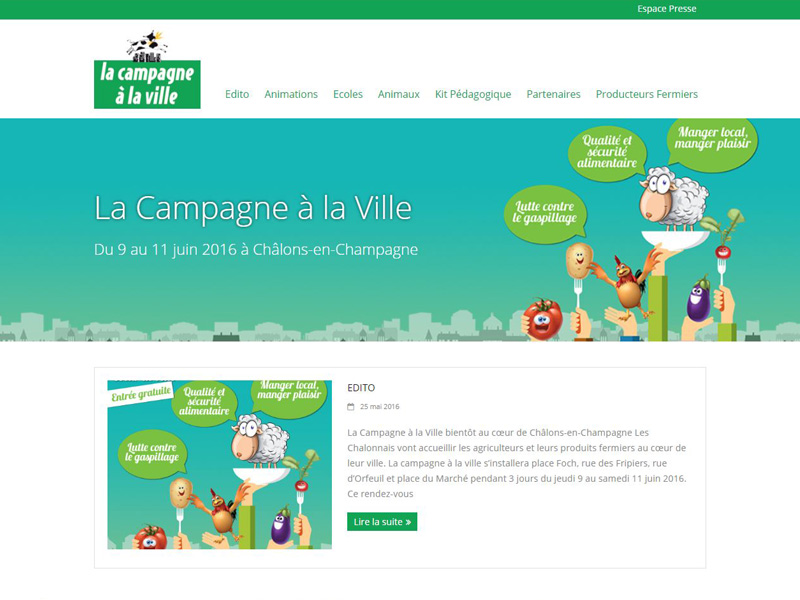 Espace Presse
la campagne
à la ville
Edito Animations Ecoles Animaux Kit Pédagogique Partenaires Producteurs Fermiers
La Campagne à la Ville
Du 9 au 11 juin 2016 à Châlons-en-Champagne
Qualité et
sécurité
alimentaire
Manger local,
manger plaisir
Lutte contre
le gaspillage
Entrée gratuite
Qualité et
sécurité
alimentaire
Manger local,
manger plaisir
Lutte contre
le gaspillage
EDITO
25 mai 2016
La Campagne à la Ville bientôt au cœur de Châlons-en-Champagne Les
Chalonnais vont accueillir les agriculteurs et leurs produits fermiers au cœur de
leur ville. La campagne à la ville s'installera place Foch, rue des Fripiers, rue
d'Orfeuil et place du Marché pendant 3 jours du jeudi 9 au samedi 11 juin 2016.
Ce rendez-vous
Lire la suite »